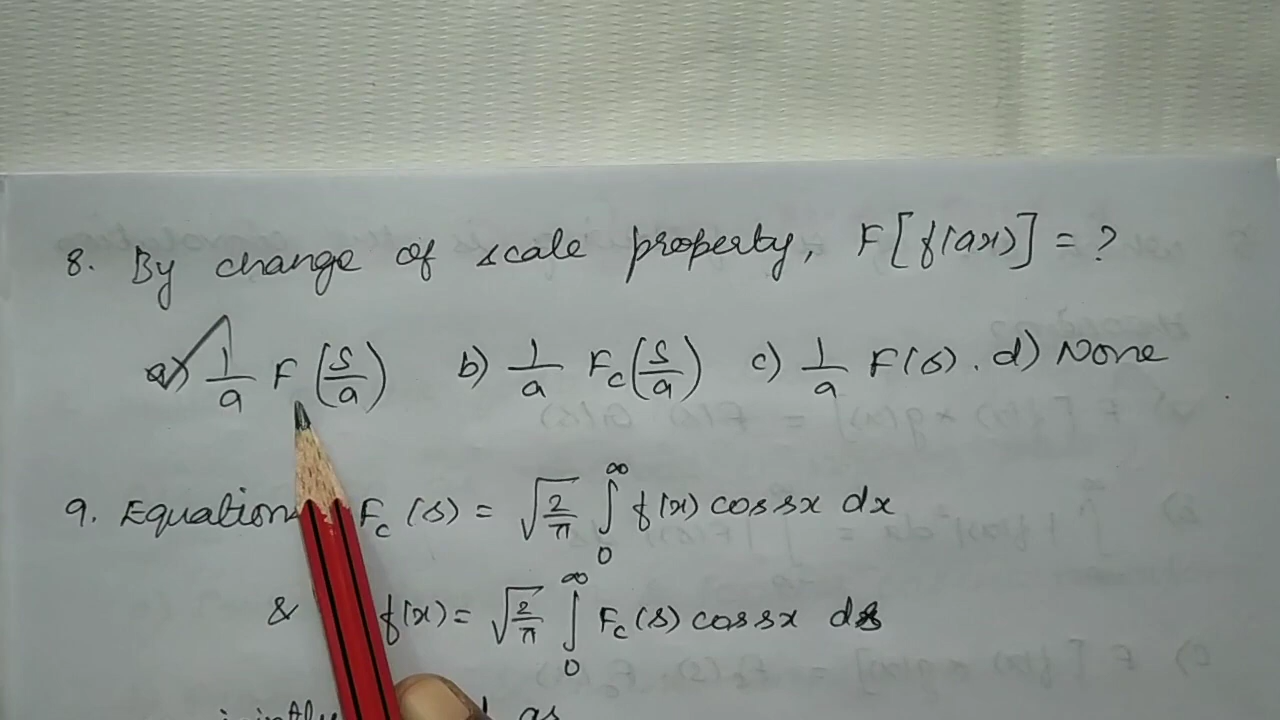 8. By change of scale property, F[f(ax)] = ?
a) 1/a F(s/a) b) 1/a Fc(s/a) c) 1/a F(s). d) None
9. Equation Fc(s) = √(2/π) ∫₀^∞ f(x) cos sx dx
& f(x) = √(2/π) ∫₀^∞ Fc(s) cos sx ds
as